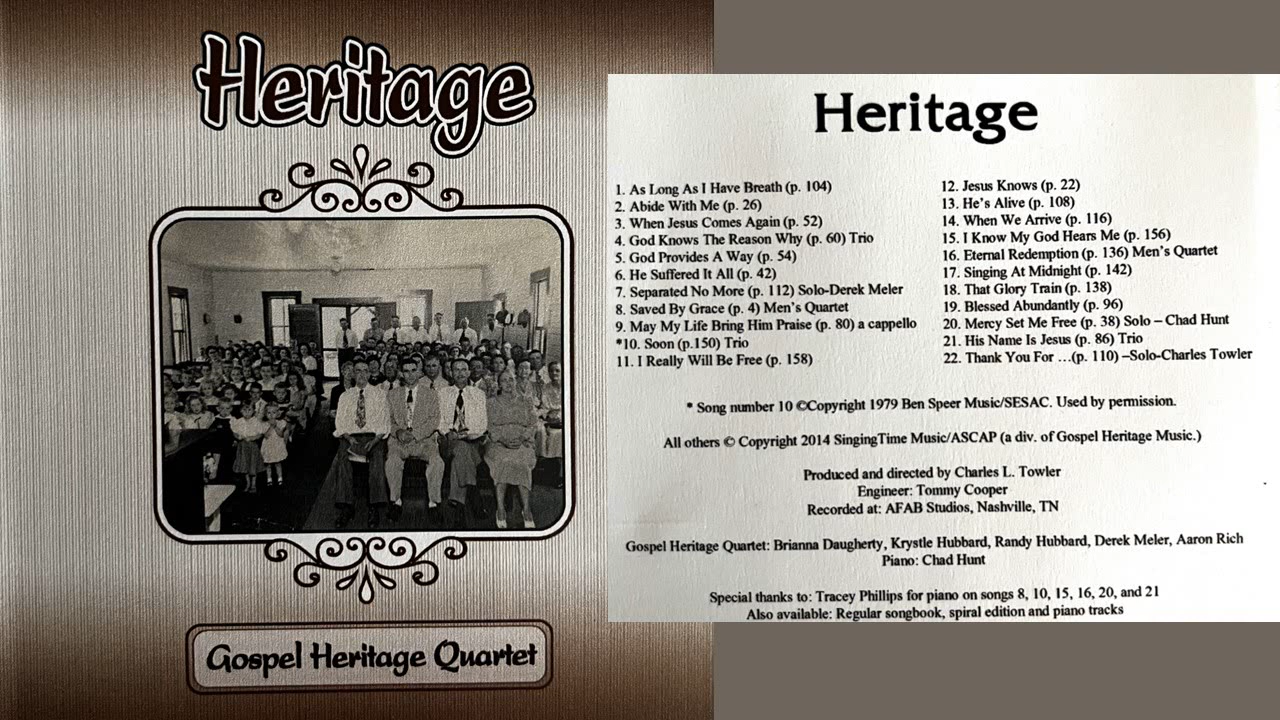 Heritage
Gospel Heritage Quartet
Heritage
1. As Long As I Have Breath (p. 104)
2. Abide With Me (p. 26)
3. When Jesus Comes Again (p. 52)
4. God Knows The Reason Why (p. 60) Trio
5. God Provides A Way (p. 54)
6. He Suffered It All (p. 42)
7. Separated No More (p. 112) Solo-Derek Meler
8. Saved By Grace (p. 4) Men's Quartet
9. May My Life Bring Him Praise (p. 80) a cappello
*10. Soon (p.150) Trio
11. I Really Will Be Free (p. 158)
12. Jesus Knows (p. 22)
13. He's Alive (p. 108)
14. When We Arrive (p. 116)
15. I Know My God Hears Me (p. 156)
16. Eternal Redemption (p. 136) Men's Quartet
17. Singing At Midnight (p. 142)
18. That Glory Train (p. 138)
19. Blessed Abundantly (p. 96)
20. Mercy Set Me Free (p. 38) Solo – Chad Hunt
21. His Name Is Jesus (p. 86) Trio
22. Thank You For ...(p. 110) –Solo-Charles Towler
* Song number 10 ©Copyright 1979 Ben Speer Music/SESAC. Used by permission.
All others © Copyright 2014 SingingTime Music/ASCAP (a div. of Gospel Heritage Music.)
Produced and directed by Charles L. Towler
Engineer: Tommy Cooper
Recorded at: AFAB Studios, Nashville, TN
Gospel Heritage Quartet: Brianna Daugherty, Krystle Hubbard, Randy Hubbard, Derek Meler, Aaron Rich
Piano: Chad Hunt
Special thanks to: Tracey Phillips for piano on songs 8, 10, 15, 16, 20, and 21
Also available: Regular songbook, spiral edition and piano tracks